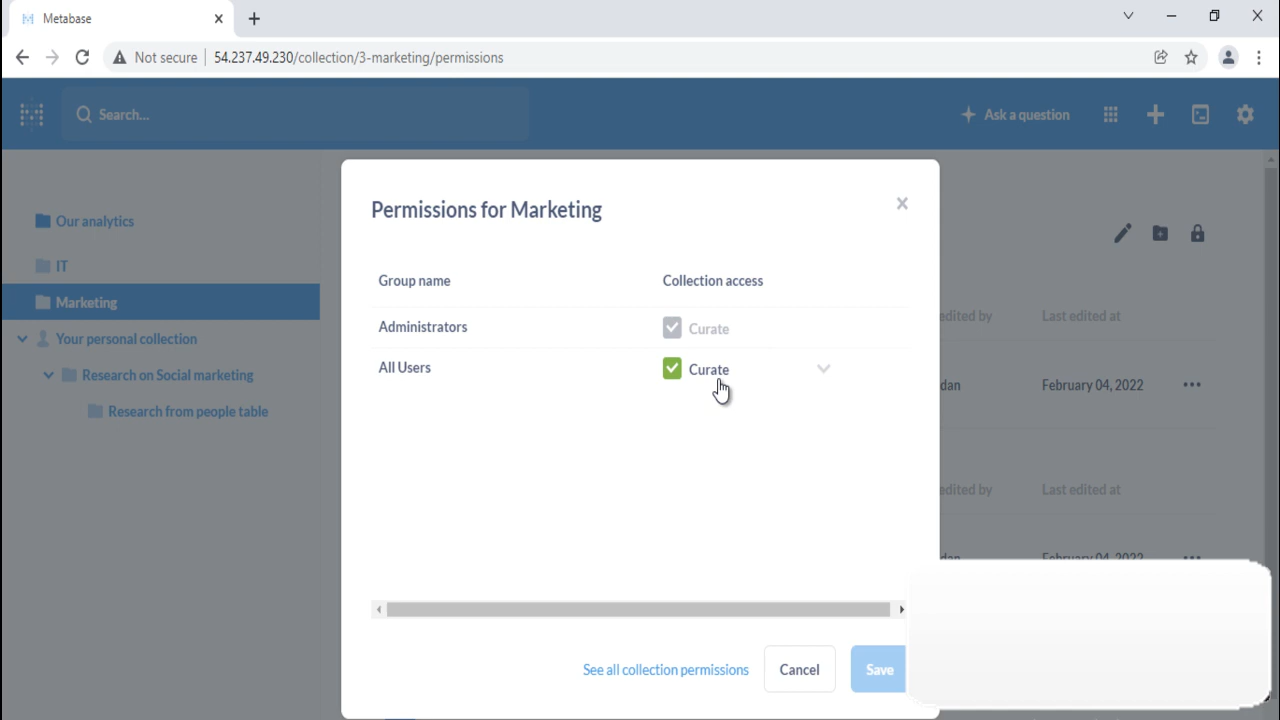 Metabase
Not secure
54.237.49.230/collection/3-marketing/permissions
Search...
Ask a question
Our analytics
IT
Marketing
Your personal collection
Research on Social marketing
Research from people table
Permissions for Marketing
Group name Collection access
Administrators Curate
All Users Curate
edited by Last edited at
dan February 04, 2022
edited by Last edited at
dan February 04, 2022
See all collection permissions
Cancel
Save